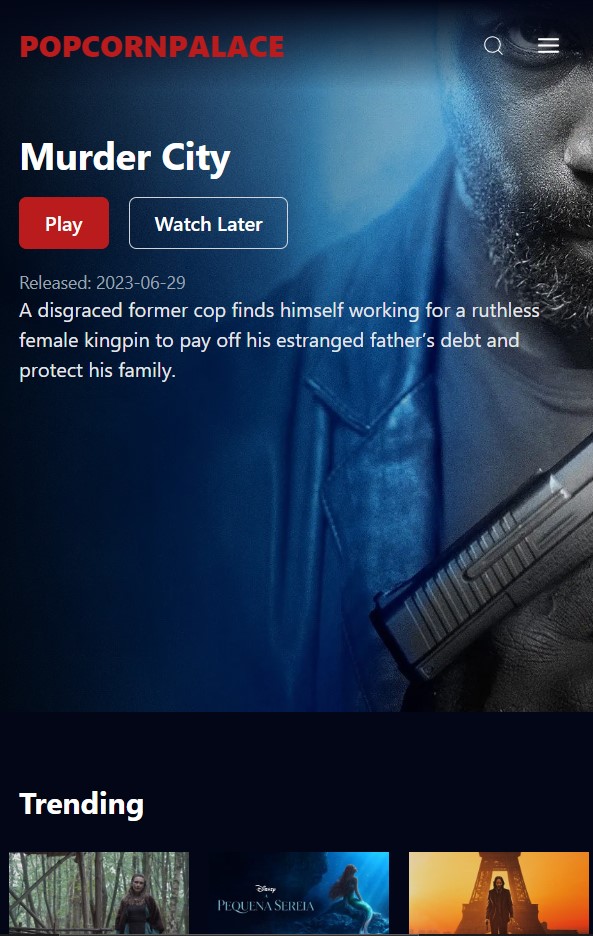 POPCORNPALACE
Murder City
Play
Watch Later
Released: 2023-06-29
A disgraced former cop finds himself working for a ruthless
female kingpin to pay off his estranged father’s debt and
protect his family.
Trending
Disney
PEQUENA SEREIA